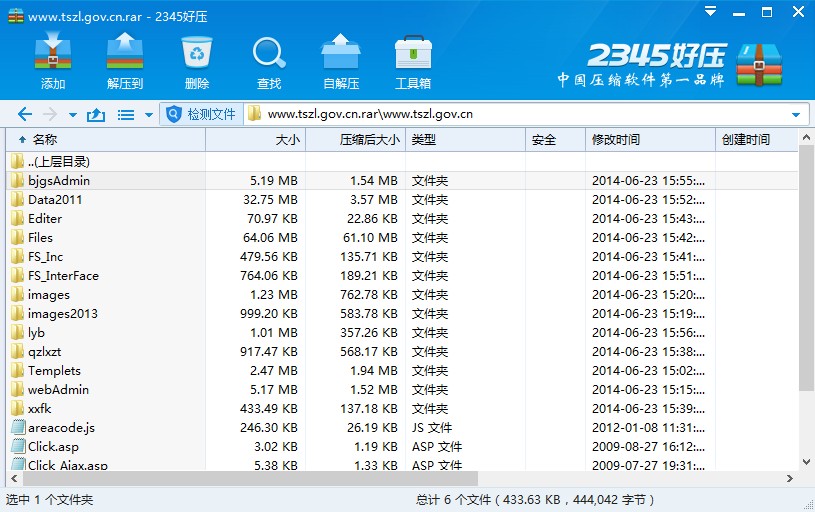 www.tszl.gov.cn.rar - 2345好压
添加 解压到 删除 查找 自解压 工具箱
2345好压
中国压缩软件第一品牌
检测文件 www.tszl.gov.cn.rar\www.tszl.gov.cn
名称 大小 压缩后大小 类型 安全 修改时间 创建时间
..(上层目录)
bjgsAdmin 5.19 MB 1.54 MB 文件夹 2014-06-23 15:55:...
Data2011 32.75 MB 3.57 MB 文件夹 2014-06-23 15:52:...
Editer 70.97 KB 22.86 KB 文件夹 2014-06-23 15:43:...
Files 64.06 MB 61.10 MB 文件夹 2014-06-23 15:42:...
FS_Inc 479.56 KB 135.71 KB 文件夹 2014-06-23 15:41:...
FS_InterFace 764.06 KB 189.21 KB 文件夹 2014-06-23 15:51:...
images 1.23 MB 762.78 KB 文件夹 2014-06-23 15:20:...
images2013 999.20 KB 583.78 KB 文件夹 2014-06-23 15:19:...
lyb 1.01 MB 357.26 KB 文件夹 2014-06-23 15:56:...
qzlxzt 917.47 KB 568.17 KB 文件夹 2014-06-23 15:38:...
Templets 2.47 MB 1.94 MB 文件夹 2014-06-23 15:02:...
webAdmin 5.17 MB 1.52 MB 文件夹 2014-06-23 15:15:...
xxfk 433.49 KB 137.18 KB 文件夹 2014-06-23 15:39:...
areacode.js 246.30 KB 26.19 KB JS 文件 2012-01-08 11:31:...
Click.asp 3.02 KB 1.19 KB ASP 文件 2009-08-27 16:12:...
Click_Ajax.asp 5.38 KB 1.33 KB ASP 文件 2009-07-27 19:31:...
选中 1 个文件夹 总计 6 个文件 ( 433.63 KB , 444,042 字节 )